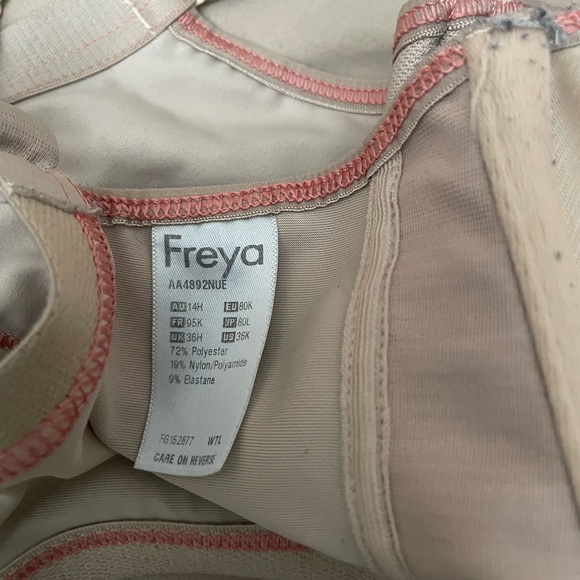 Freya
AA4892NUE
AU 14H EU 80K
FR 95K JP 80L
UK 36H US 36K
72% Polyester
19% Nylon/Polyamide
9% Elastane
FG152877 WTL
CARE ON REVERSE